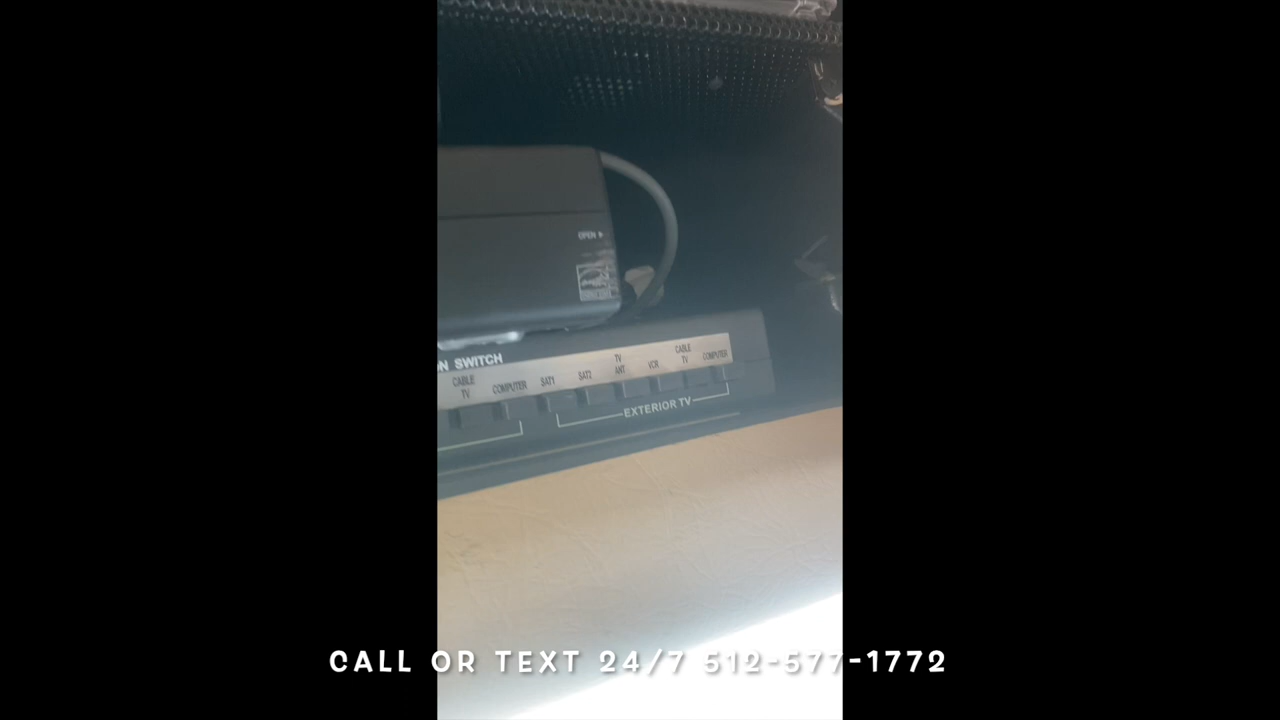 OPEN
N SWITCH
CABLE TV COMPUTER SAT1 SAT2 TV ANT VCR CABLE TV COMPUTER
EXTERIOR TV
CALL OR TEXT 24/7 512-577-1772